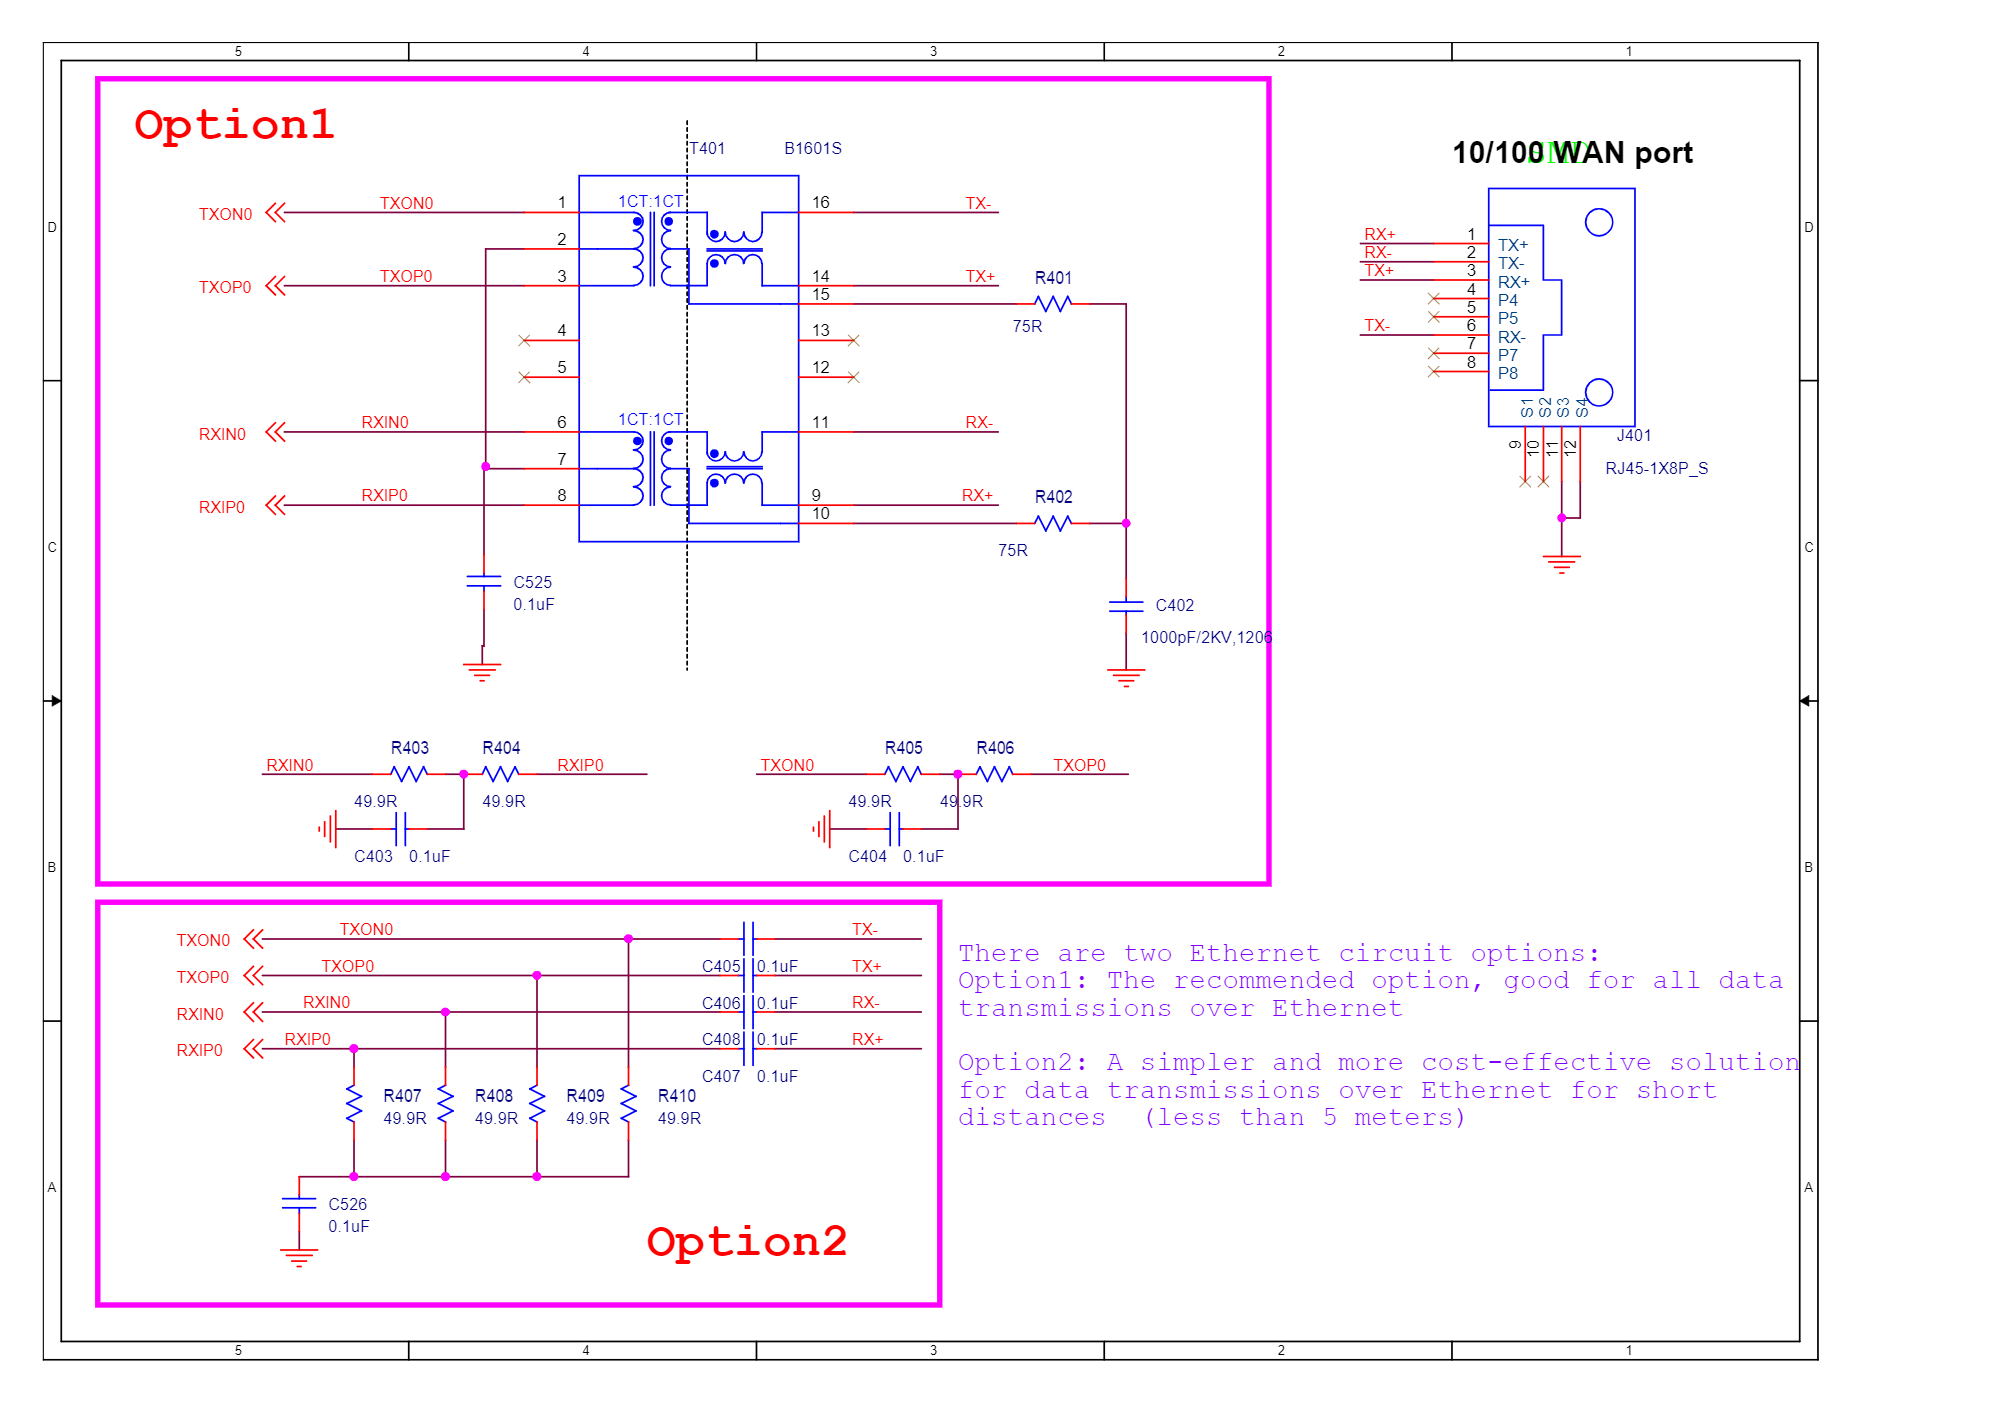 5 4 3 2 1
D
C
B
A
D
C
B
A
Option1
T401 B1601S
1CT:1CT
TXON0 TXON0 1 16 TX-
2
TXOP0 TXOP0 3 14 TX+
15
R401
75R
4 13
5 12
1CT:1CT
RXIN0 RXIN0 6 11 RX-
7
RXIP0 RXIP0 8 9 RX+
10
R402
75R
C525
0.1uF
C402
1000pF/2KV,1206
R403 R404
RXIN0 RXIP0
49.9R 49.9R
C403 0.1uF
R405 R406
TXON0 TXOP0
49.9R 49.9R
C404 0.1uF
10/100 WAN port
SMD
RX+ 1 TX+
RX- 2 TX-
TX+ 3 RX+
4 P4
5 P5
TX- 6 RX-
7 P7
8 P8
S1 S2 S3 S4
9 10 11 12
J401
RJ45-1X8P_S
TXON0 TXON0 TX-
C405 0.1uF
TXOP0 TXOP0 TX+
C406 0.1uF
RXIN0 RXIN0 RX-
C408 0.1uF
RXIP0 RXIP0 RX+
C407 0.1uF
R407 R408 R409 R410
49.9R 49.9R 49.9R 49.9R
C526
0.1uF
Option2
There are two Ethernet circuit options:
Option1: The recommended option, good for all data
transmissions over Ethernet
Option2: A simpler and more cost-effective solution
for data transmissions over Ethernet for short
distances (less than 5 meters)
5 4 3 2 1